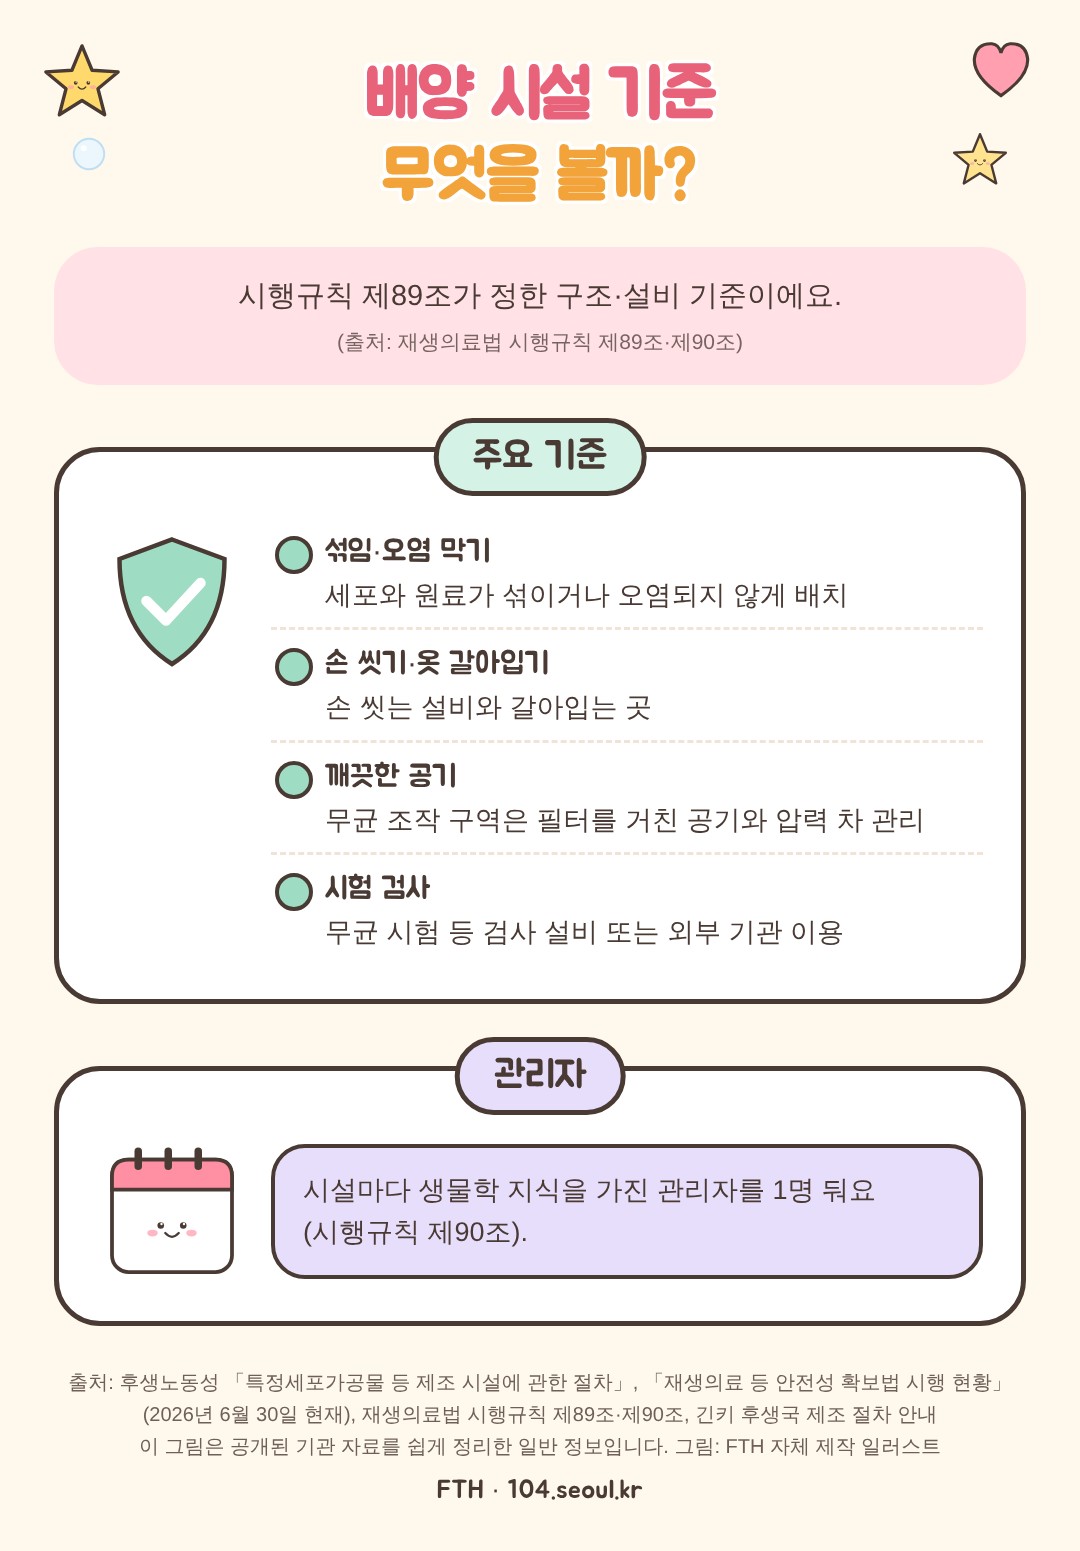 배양 시설 기준
무엇을 볼까?
시행규칙 제89조가 정한 구조·설비 기준이에요.
(출처: 재생의료법 시행규칙 제89조·제90조)
주요 기준
섞임·오염 막기
세포와 원료가 섞이거나 오염되지 않게 배치
손 씻기·옷 갈아입기
손 씻는 설비와 갈아입는 곳
깨끗한 공기
무균 조작 구역은 필터를 거친 공기와 압력 차 관리
시험 검사
무균 시험 등 검사 설비 또는 외부 기관 이용
관리자
시설마다 생물학 지식을 가진 관리자를 1명 둬요
(시행규칙 제90조).
출처: 후생노동성 「특정세포가공물 등 제조 시설에 관한 절차」, 「재생의료 등 안전성 확보법 시행 현황」
(2026년 6월 30일 현재), 재생의료법 시행규칙 제89조·제90조, 긴키 후생국 제조 절차 안내
이 그림은 공개된 기관 자료를 쉽게 정리한 일반 정보입니다. 그림: FTH 자체 제작 일러스트
FTH · 104.seoul.kr